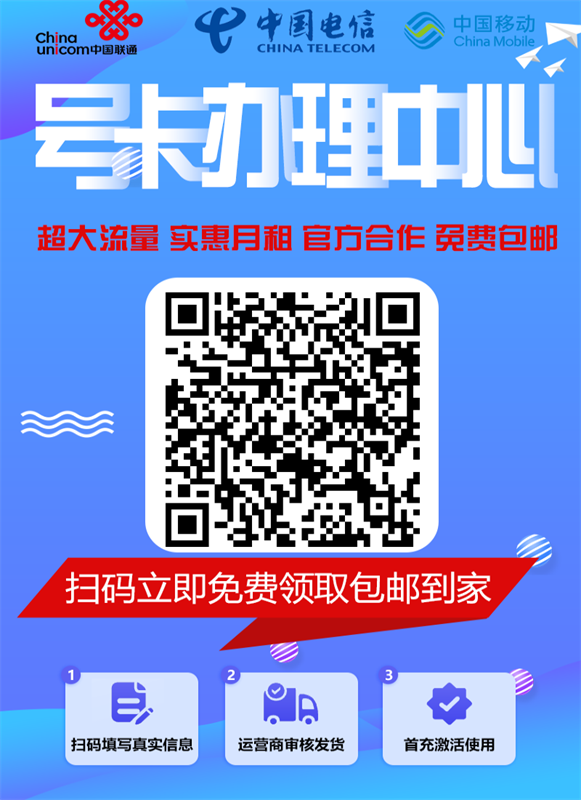 China unicom中国联通
中国电信
CHINA TELECOM
中国移动
China Mobile
号卡办理中心
超大流量 实惠月租 官方合作 免费包邮
扫码立即免费领取包邮到家
1
扫码填写真实信息
2
运营商审核发货
3
首充激活使用